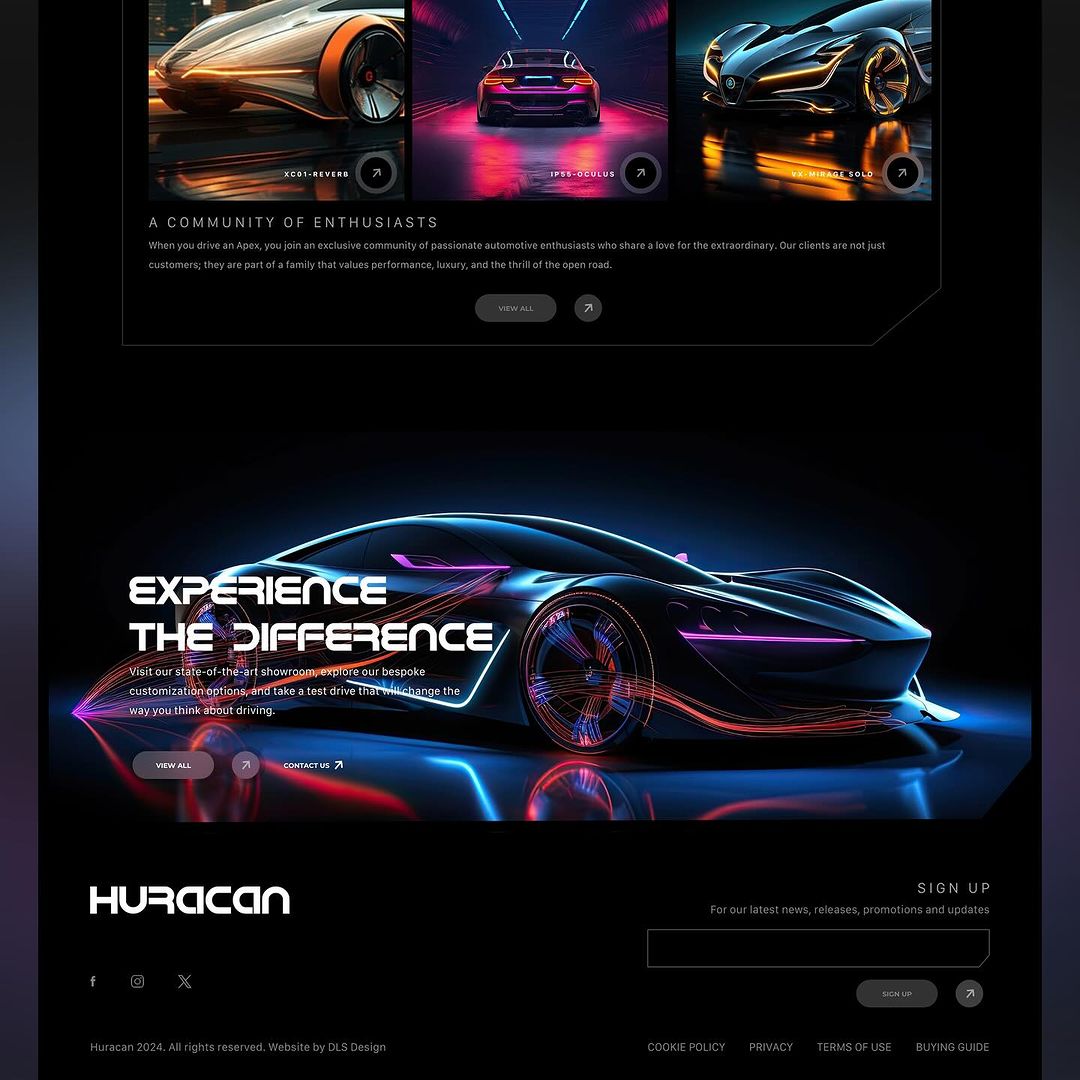 XC01-REVERB
IP55-OCULUS
VX-MIRAGE SOLO
A COMMUNITY OF ENTHUSIASTS
When you drive an Apex, you join an exclusive community of passionate automotive enthusiasts who share a love for the extraordinary. Our clients are not just
customers; they are part of a family that values performance, luxury, and the thrill of the open road.
VIEW ALL
EXPERIENCE
THE DIFFERENCE
Visit our state-of-the-art showroom, explore our bespoke
customization options, and take a test drive that will change the
way you think about driving.
VIEW ALL
CONTACT US
HURACAN
SIGN UP
For our latest news, releases, promotions and updates
SIGN UP
Huracan 2024. All rights reserved. Website by DLS Design
COOKIE POLICY PRIVACY TERMS OF USE BUYING GUIDE